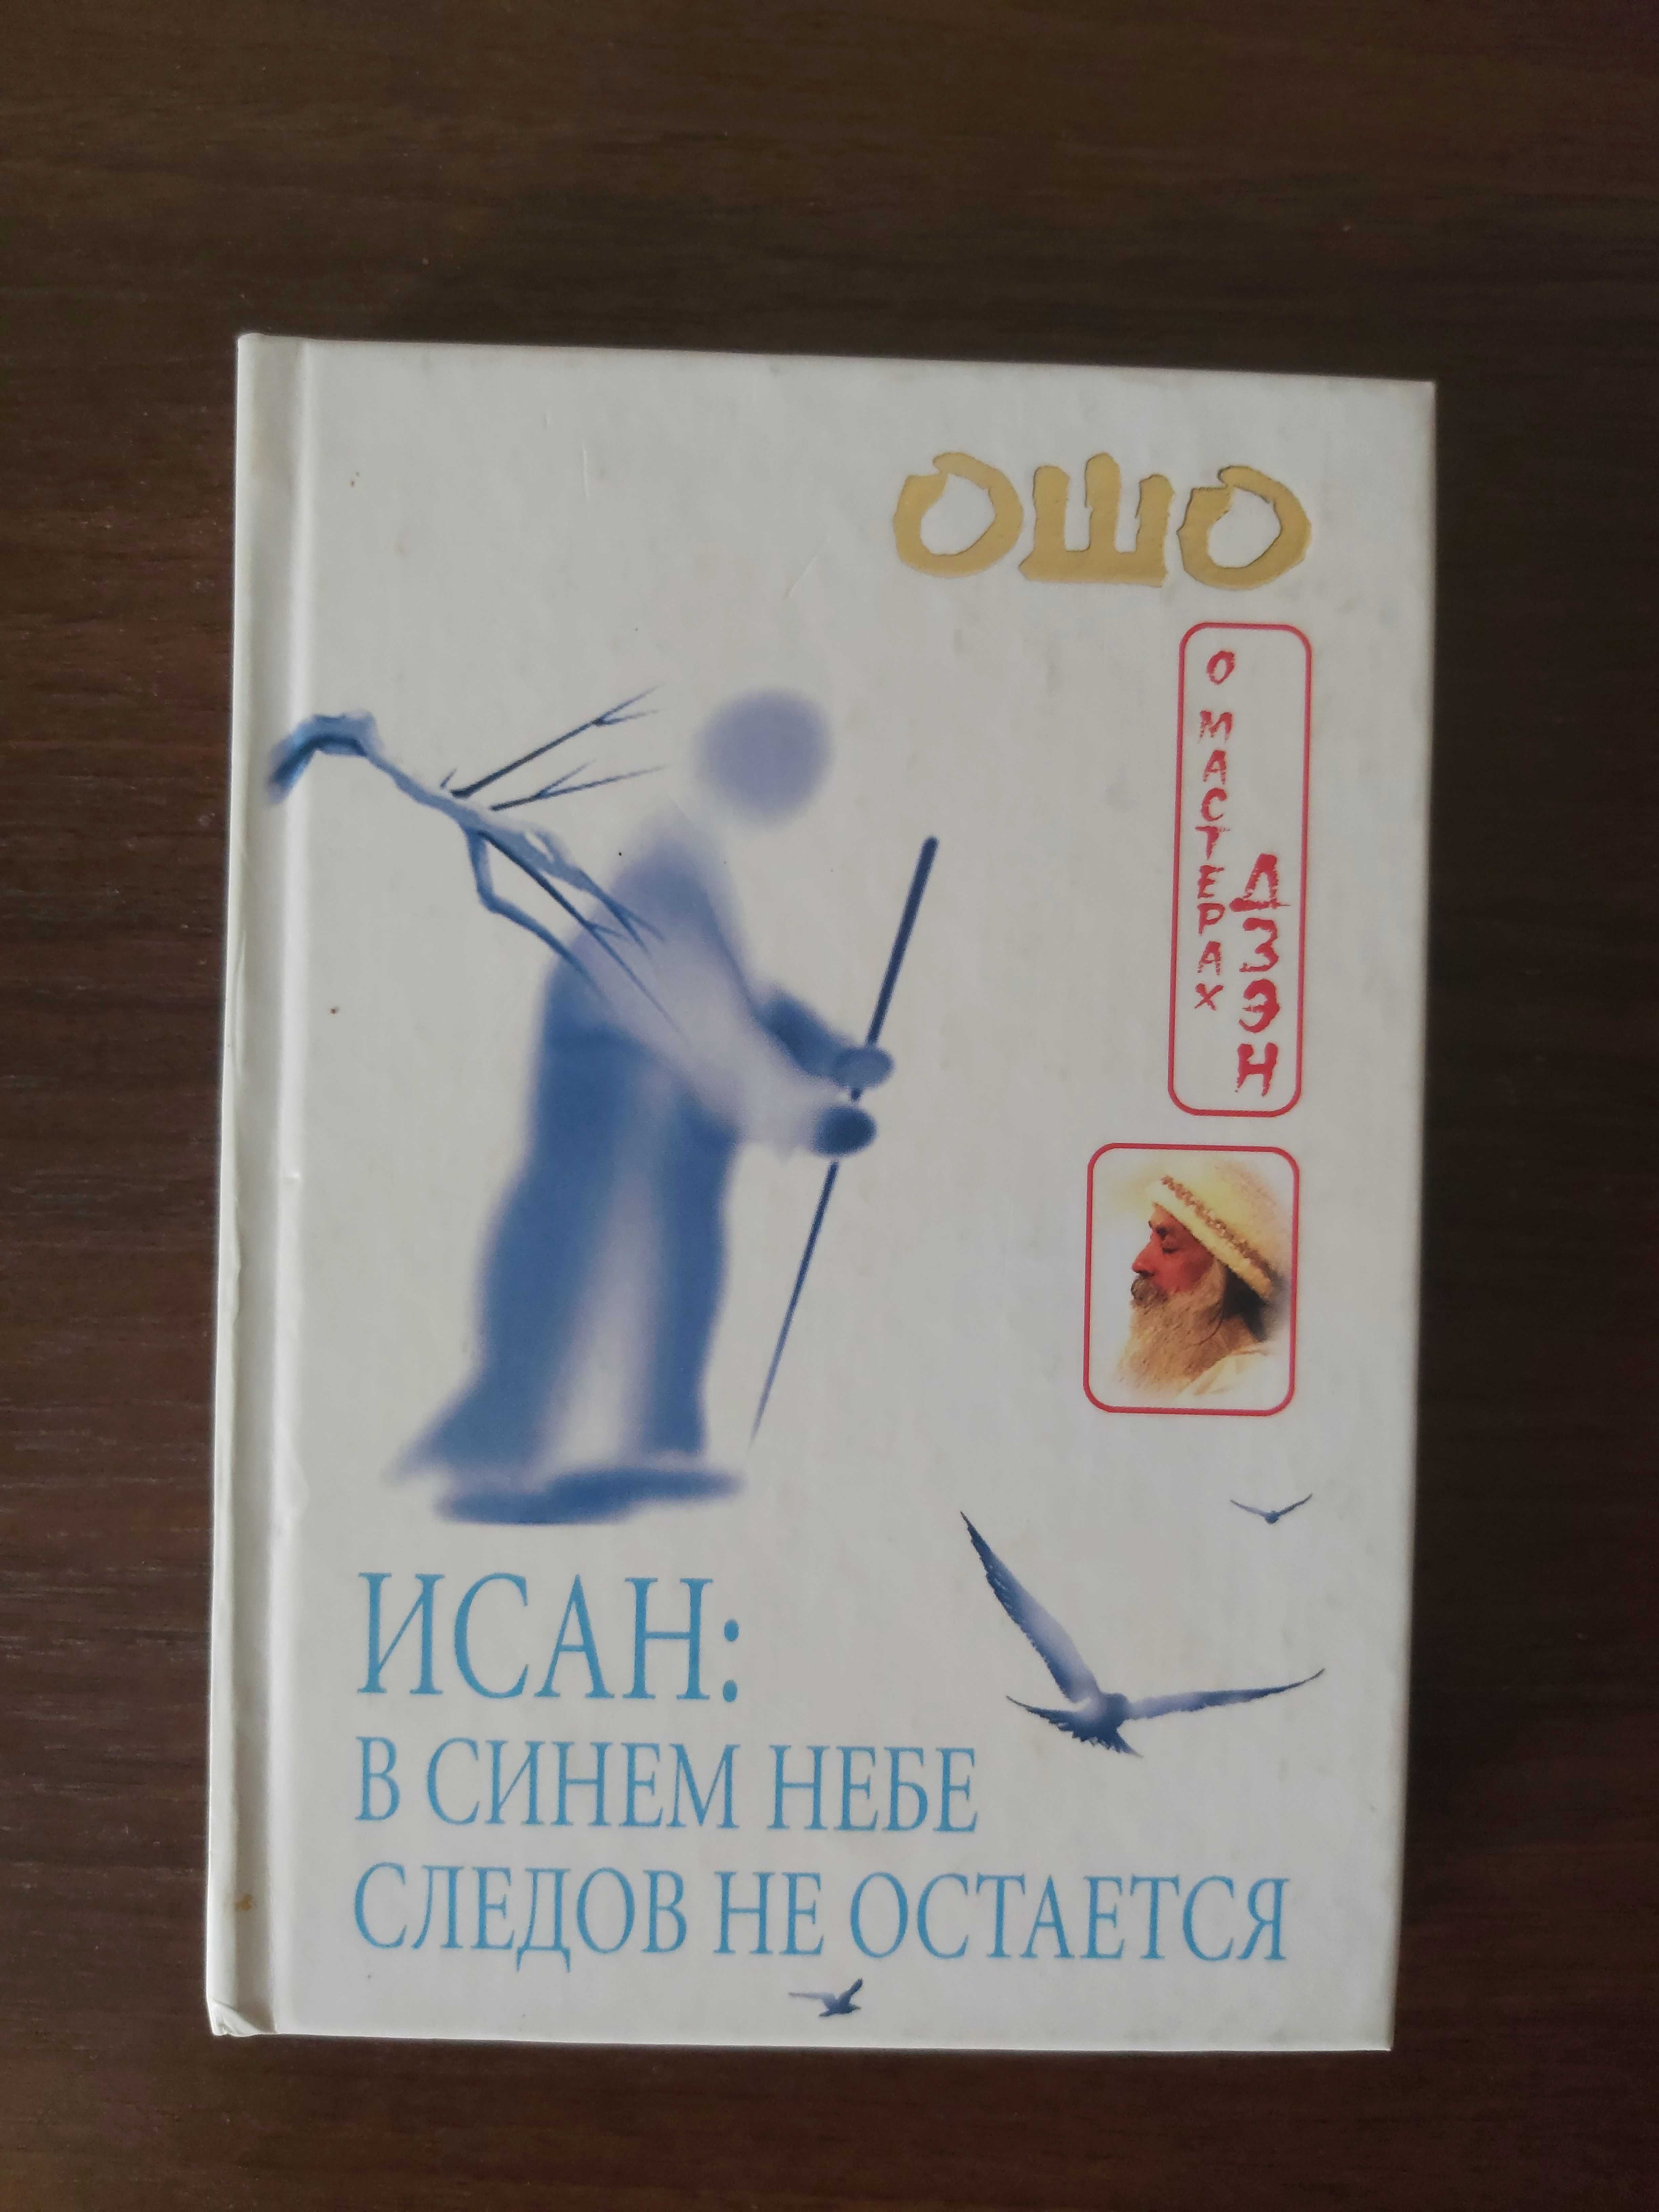 ОШО
О МАСТЕРАХ
ДЗЭН
ИСАН:
В СИНЕМ НЕБЕ
СЛЕДОВ НЕ ОСТАЕТСЯ